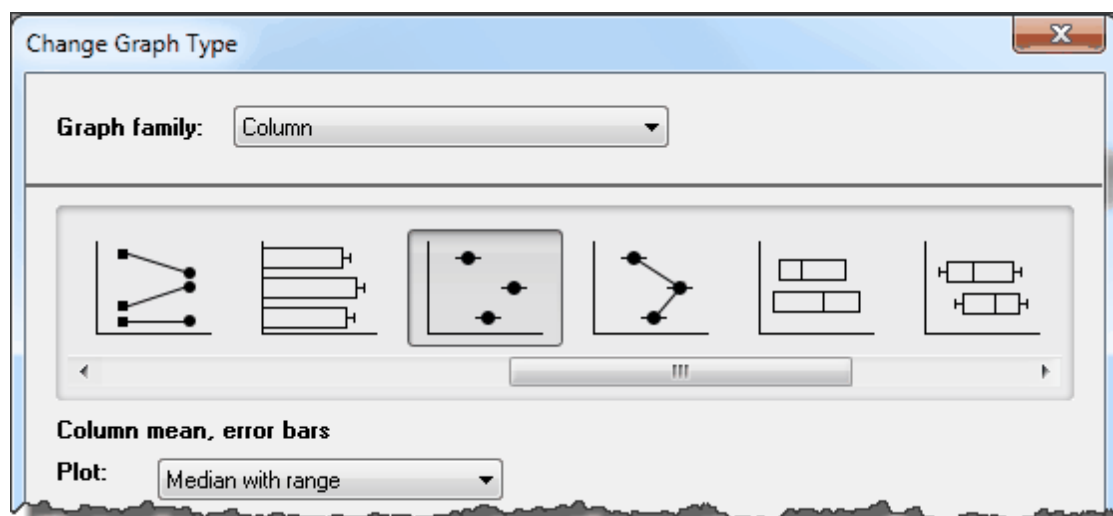 Change Graph Type
Graph family: Column
Column mean, error bars
Plot: Median with range